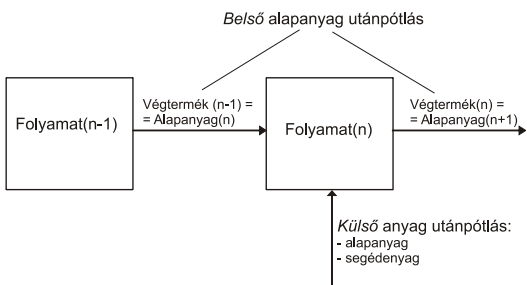 Belső alapanyag utánpótlás
Folyamat(n-1)
Végtermék (n-1) =
= Alapanyag(n)
Folyamat(n)
Végtermék(n) =
= Alapanyag(n+1)
Külső anyag utánpótlás:
- alapanyag
- segédenyag